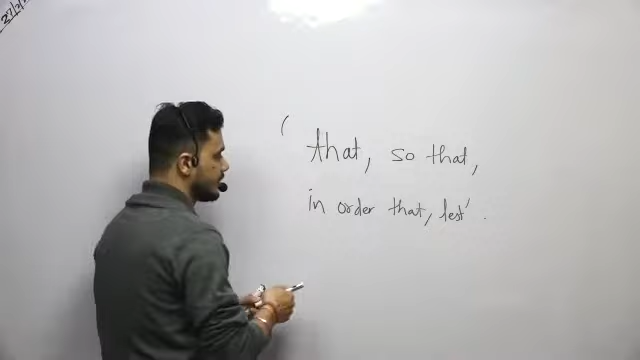 ' that, so that,
in order that, lest'.